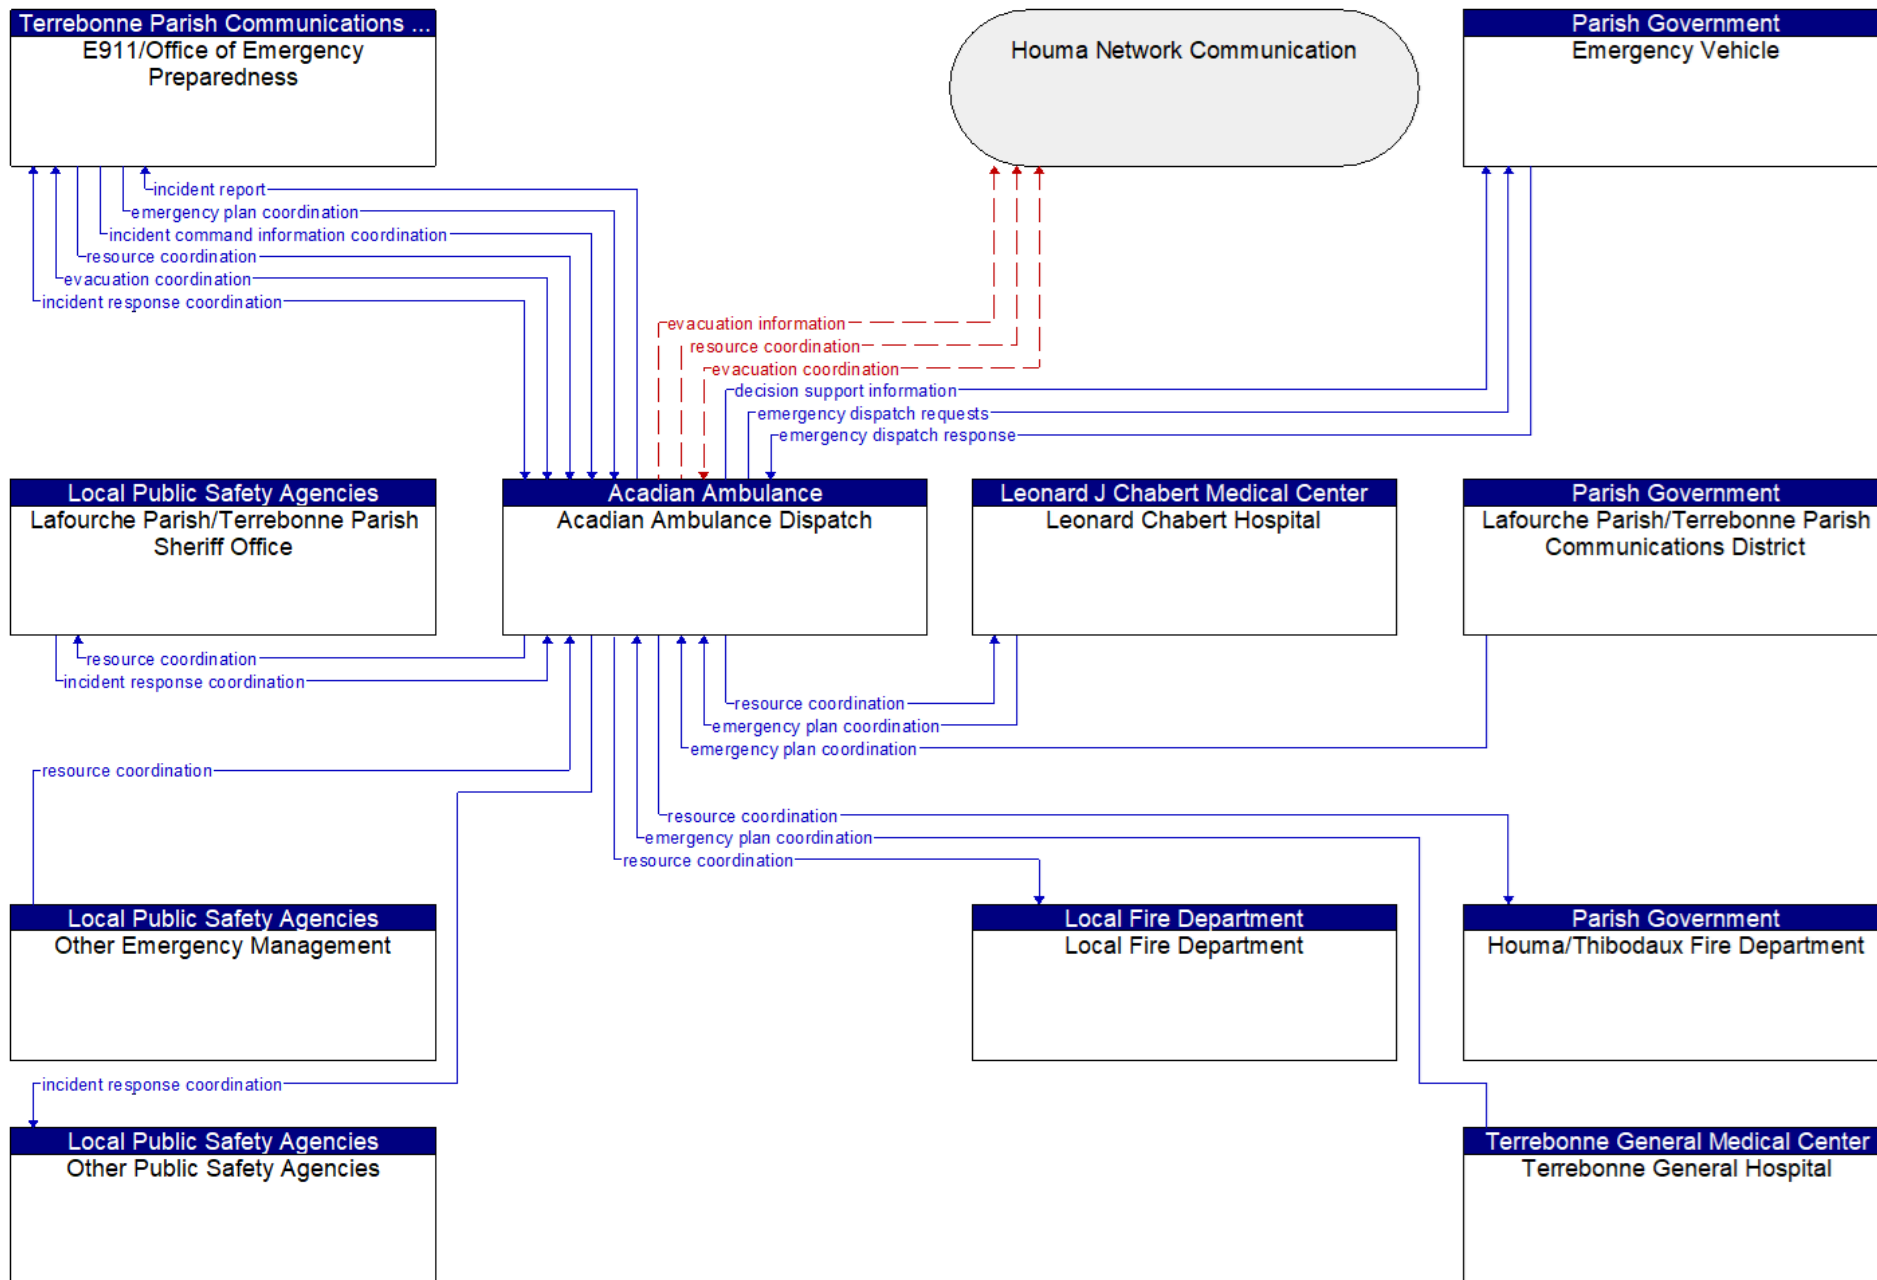 Terrebonne Parish Communications ...
E911/Office of Emergency
Preparedness
Houma Network Communication
Parish Government
Emergency Vehicle
incident report
emergency plan coordination
incident command information coordination
resource coordination
evacuation coordination
incident response coordination
evacuation information
resource coordination
evacuation coordination
decision support information
emergency dispatch requests
emergency dispatch response
Local Public Safety Agencies
Lafourche Parish/Terrebonne Parish
Sheriff Office
Acadian Ambulance
Acadian Ambulance Dispatch
Leonard J Chabert Medical Center
Leonard Chabert Hospital
Parish Government
Lafourche Parish/Terrebonne Parish
Communications District
resource coordination
incident response coordination
resource coordination
emergency plan coordination
emergency plan coordination
resource coordination
resource coordination
emergency plan coordination
resource coordination
Local Public Safety Agencies
Other Emergency Management
Local Fire Department
Local Fire Department
Parish Government
Houma/Thibodaux Fire Department
incident response coordination
Local Public Safety Agencies
Other Public Safety Agencies
Terrebonne General Medical Center
Terrebonne General Hospital